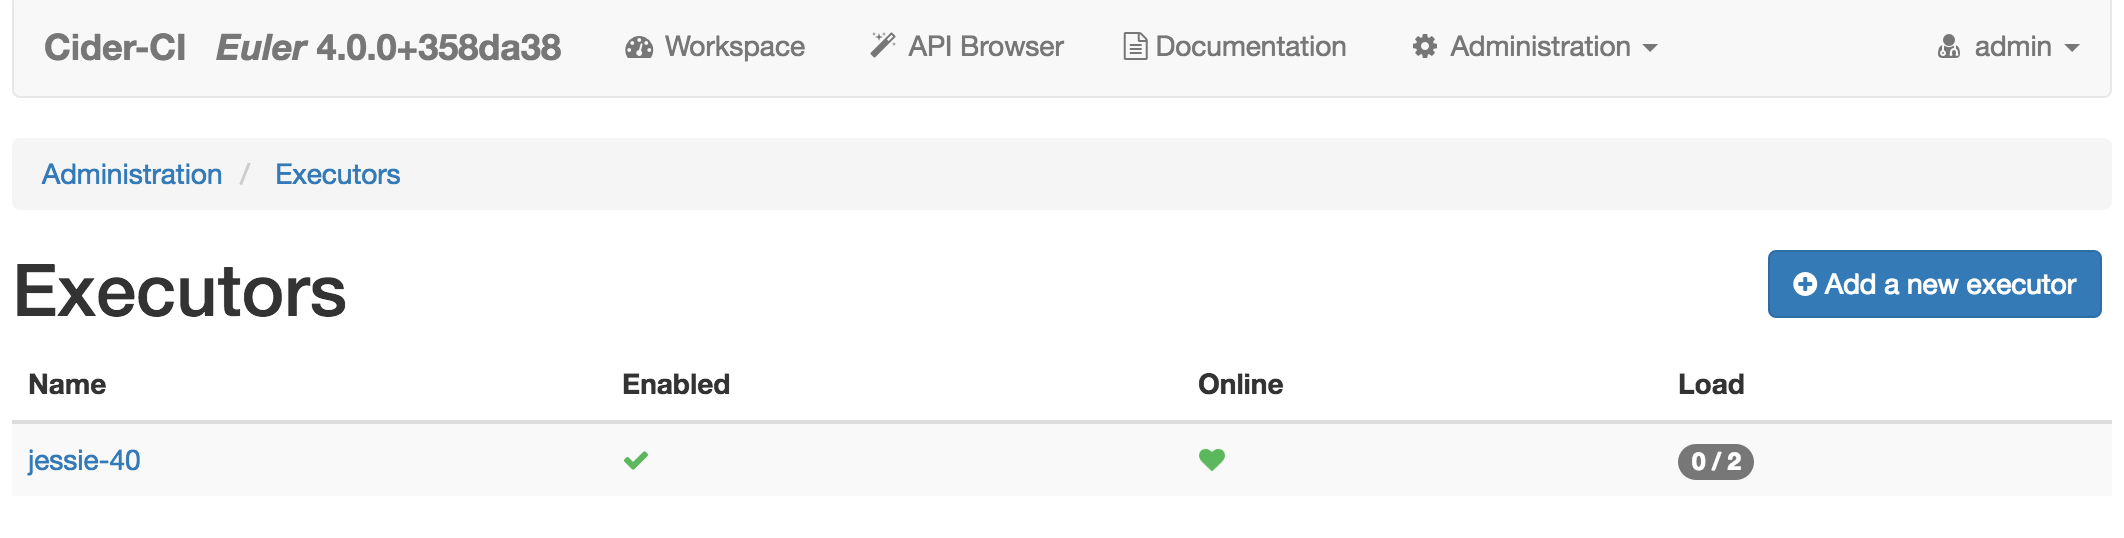 Cider-CI Euler 4.0.0+358da38 Workspace API Browser Documentation Administration admin
Administration / Executors
Executors Add a new executor
Name Enabled Online Load
jessie-40 0 / 2